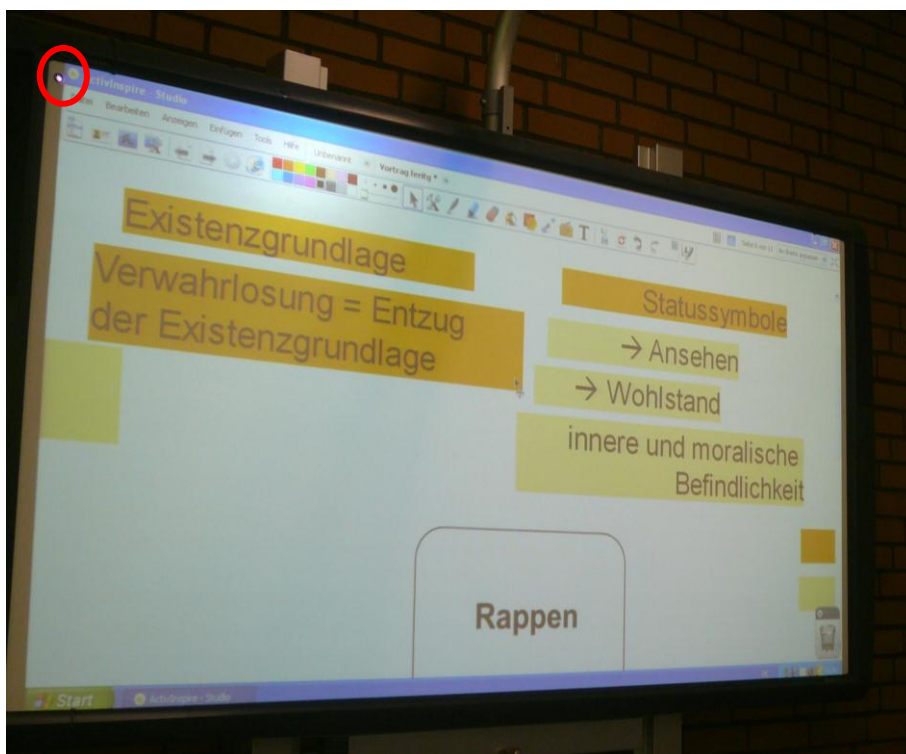 ActivInspire - Studio
Datei Bearbeiten Anzeigen Einfügen Tools Hilfe Unbenannt Vortrag fertig *
Existenzgrundlage
Verwahrlosung = Entzug
der Existenzgrundlage
Statussymbole
→ Ansehen
→ Wohlstand
innere und moralische
Befindlichkeit
Rappen
Start ActivInspire - Studio